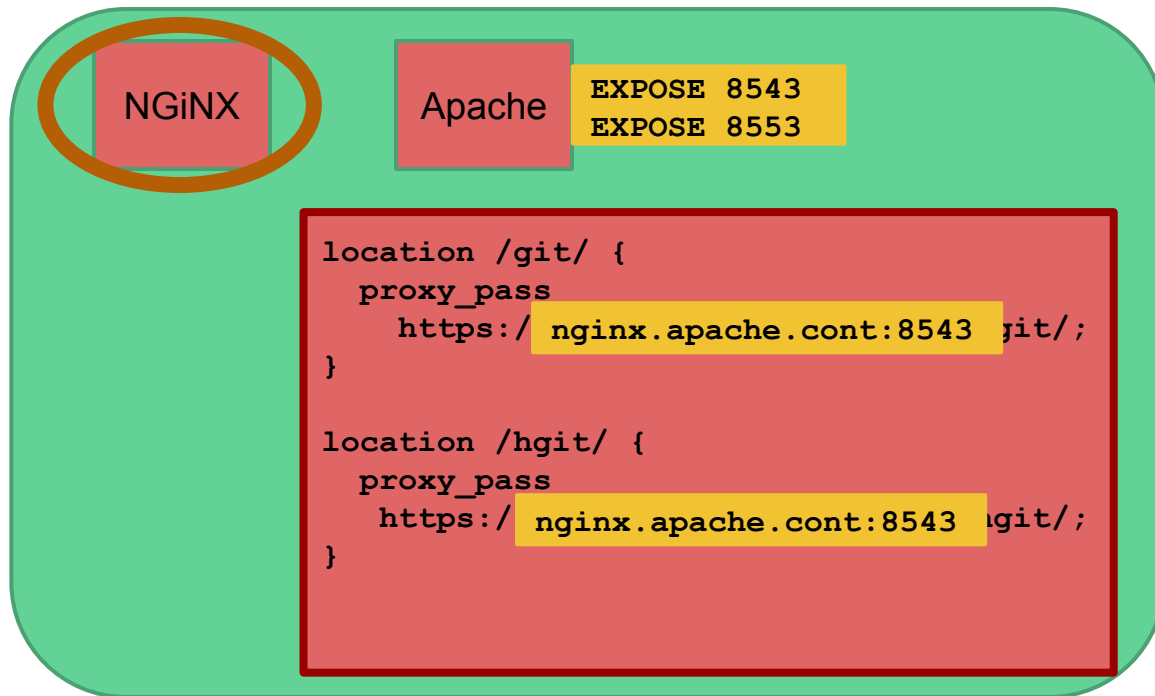 NGiNX
Apache
EXPOSE 8543
EXPOSE 8553
location /git/ {
proxy_pass
https:/ nginx.apache.cont:8543 git/;
}
location /hgit/ {
proxy_pass
https:/ nginx.apache.cont:8543 git/;
}